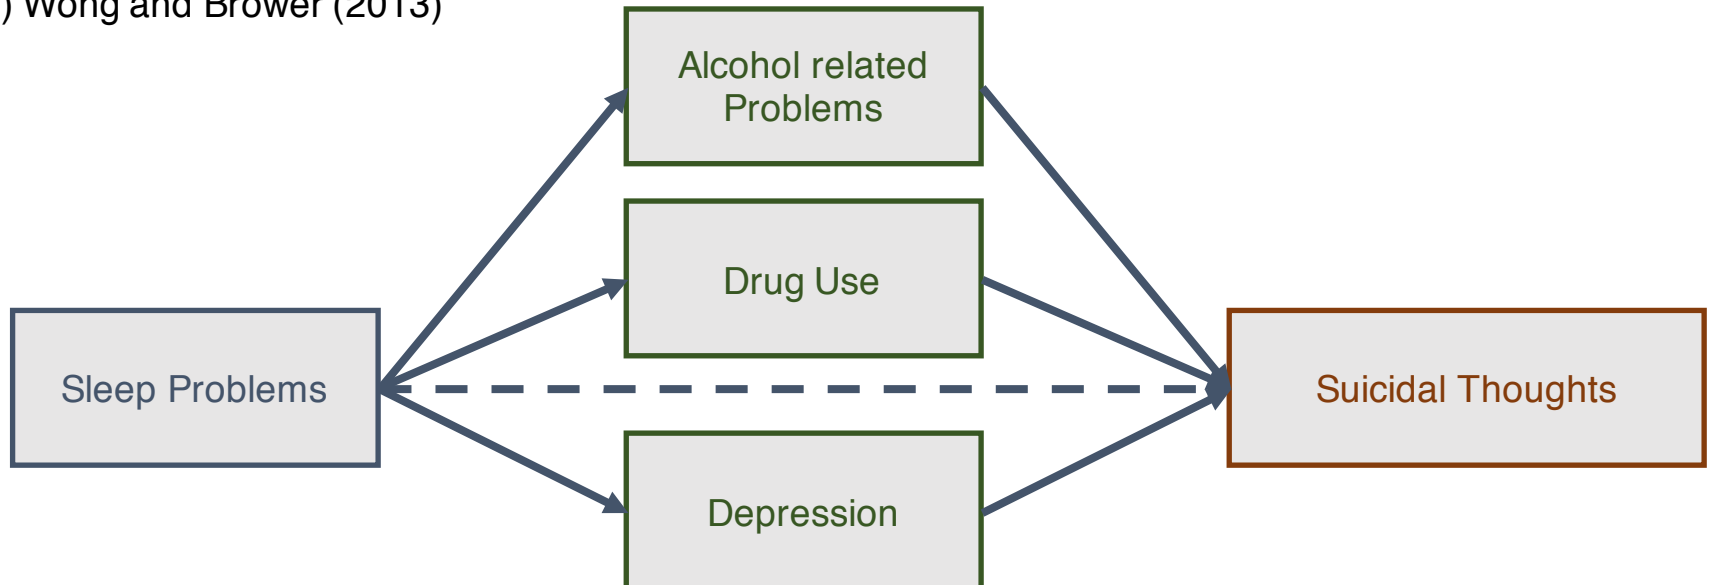 ) Wong and Brower (2013)
Alcohol related
Problems
Drug Use
Sleep Problems
Suicidal Thoughts
Depression